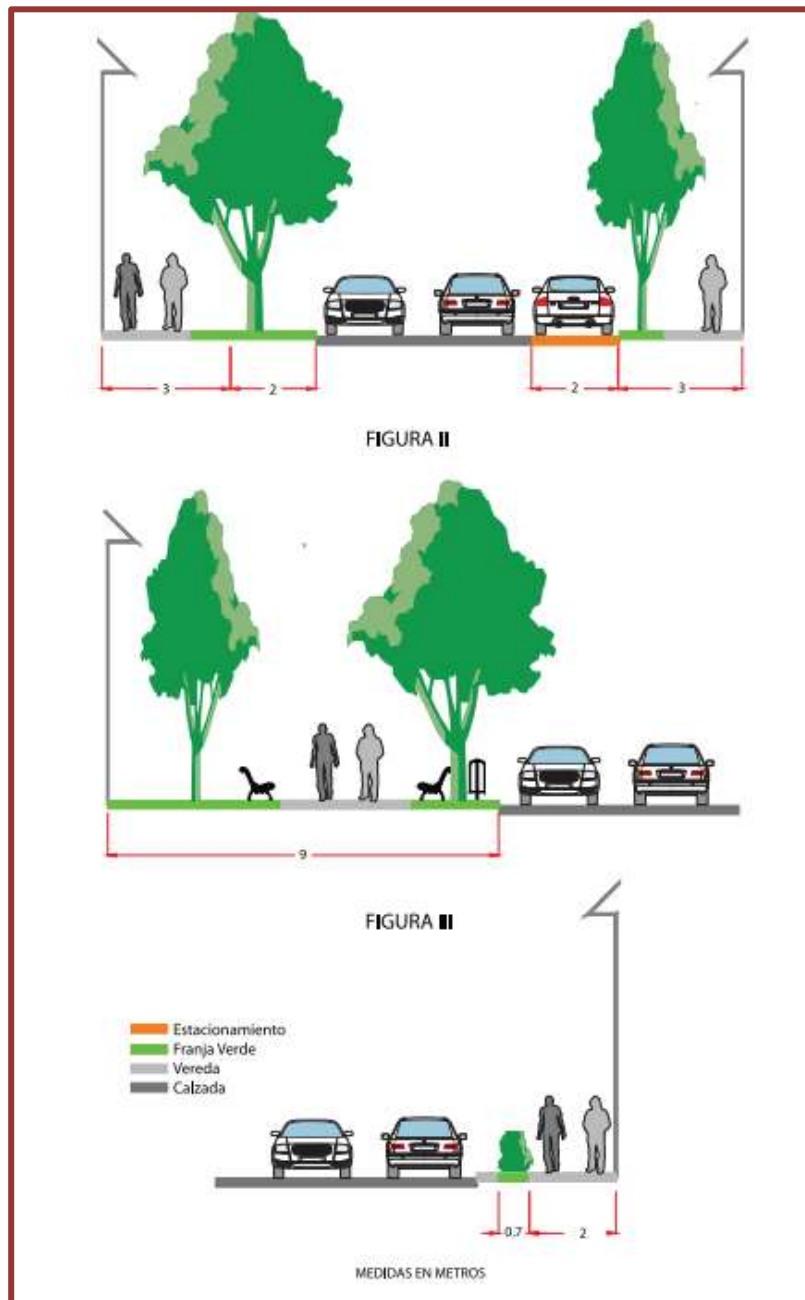 3 2 2 3
FIGURA II
9
FIGURA III
Estacionamiento
Franja Verde
Vereda
Calzada
0.7 2
MEDIDAS EN METROS